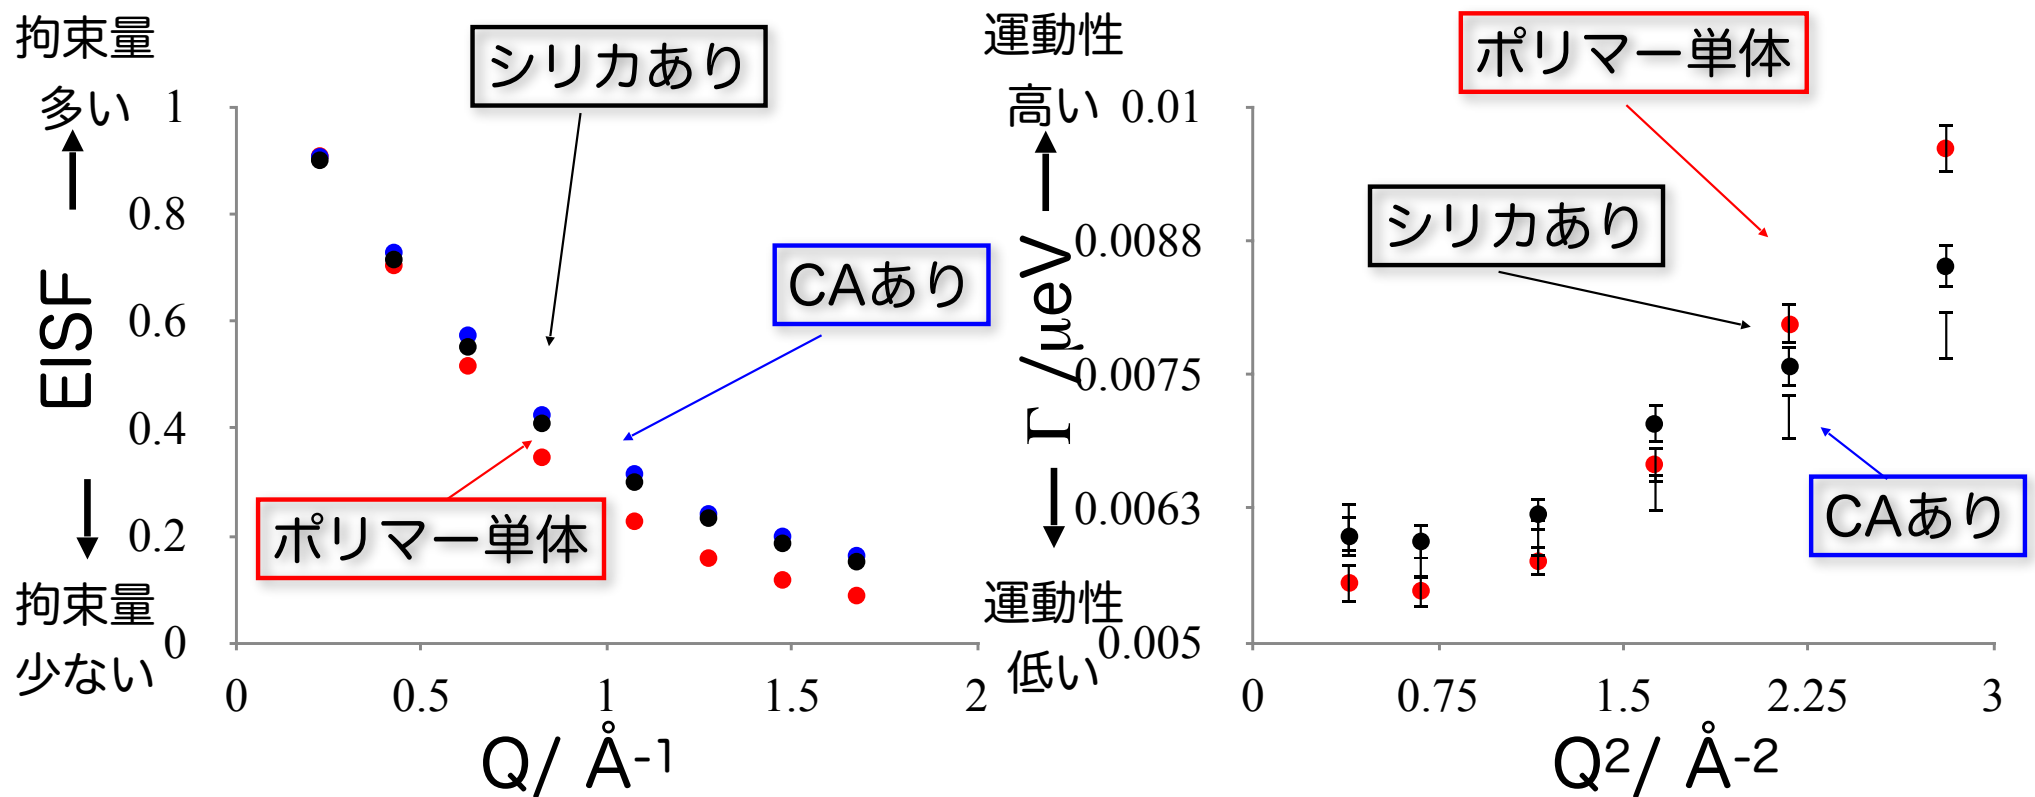 拘束量
多い
シリカあり
CAあり
ポリマー単体
EISF
拘束量
少ない
1
0.8
0.6
0.4
0.2
0
0 0.5 1 1.5 2
Q/ Å-1
運動性
高い
ポリマー単体
シリカあり
CAあり
Γ /μeV
運動性
低い
0.01
0.0088
0.0075
0.0063
0.005
0 0.75 1.5 2.25 3
Q2/ Å-2